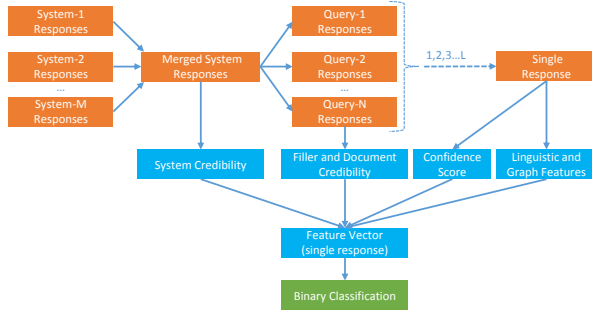 System-1
Responses
System-2
Responses
...
System-M
Responses
Merged System
Responses
Query-1
Responses
Query-2
Responses
...
Query-N
Responses
1,2,3...L
Single
Response
System Credibility
Filler and Document
Credibility
Confidence
Score
Linguistic and
Graph Features
Feature Vector
(single response)
Binary Classification